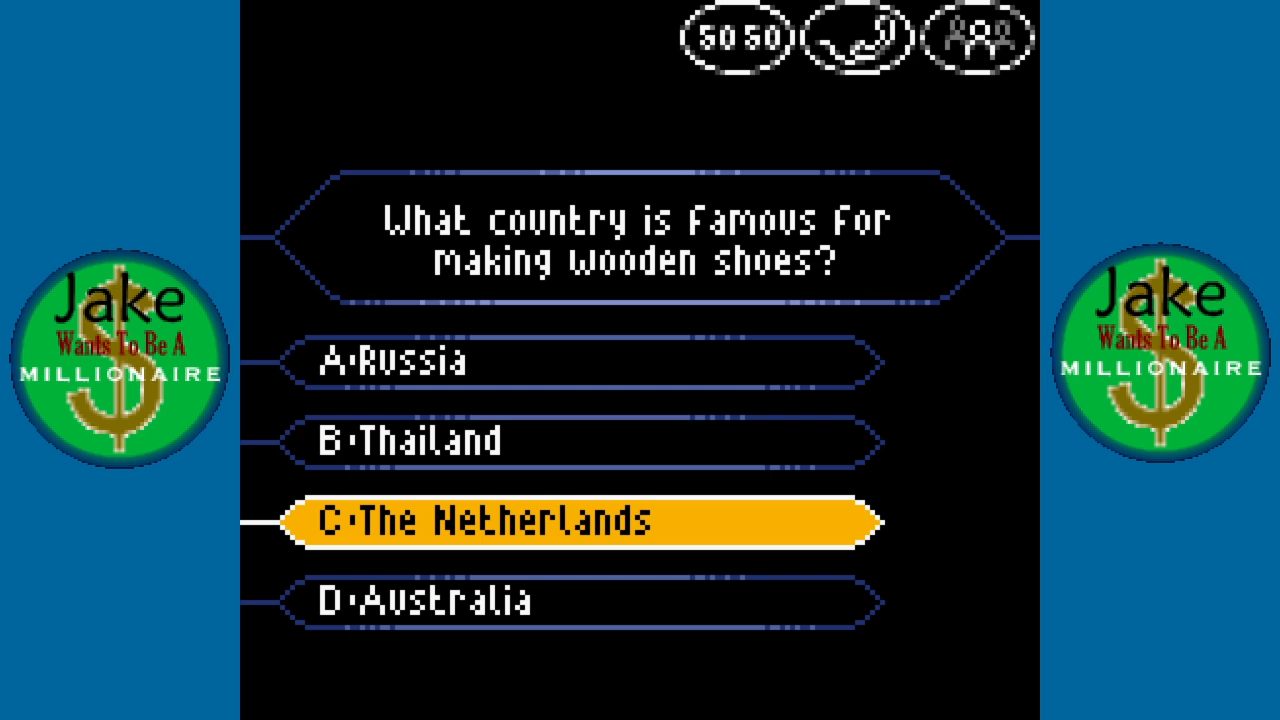 50 50
What country is famous for
making wooden shoes?
A·Russia
B·Thailand
C·The Netherlands
D·Australia
Jake
Wants To Be A
MILLIONAIRE
Jake
Wants To Be A
MILLIONAIRE